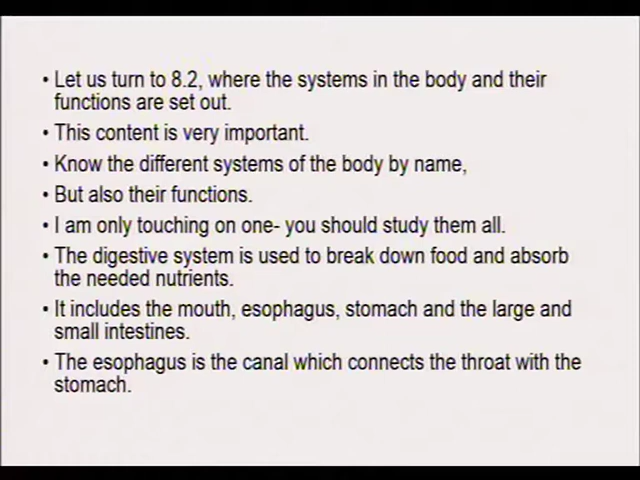 • Let us turn to 8.2, where the systems in the body and their
functions are set out.
• This content is very important.
• Know the different systems of the body by name,
• But also their functions.
• I am only touching on one- you should study them all.
• The digestive system is used to break down food and absorb
the needed nutrients.
• It includes the mouth, esophagus, stomach and the large and
small intestines.
• The esophagus is the canal which connects the throat with the
stomach.